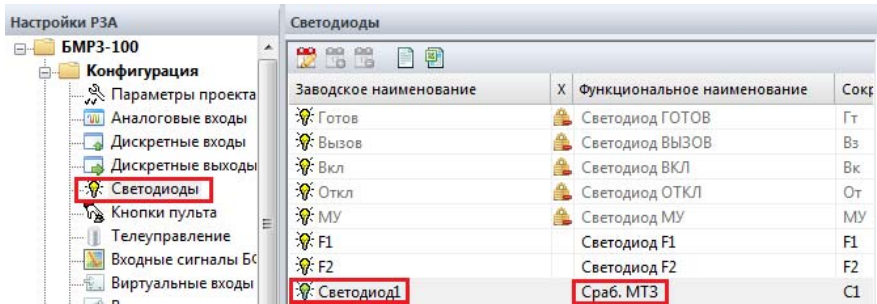 Настройки РЗА
БМРЗ-100
Конфигурация
Параметры проекта
Аналоговые входы
Дискретные входы
Дискретные выходы
Светодиоды
Кнопки пульта
Телеуправление
Входные сигналы БФ
Виртуальные входы
Светодиоды
Заводское наименование X Функциональное наименование Сокр
Готов Светодиод ГОТОВ Гт
Вызов Светодиод ВЫЗОВ Вз
Вкл Светодиод ВКЛ Вк
Откл Светодиод ОТКЛ От
МУ Светодиод МУ МУ
F1 Светодиод F1 F1
F2 Светодиод F2 F2
Светодиод1 Сраб. МТЗ С1